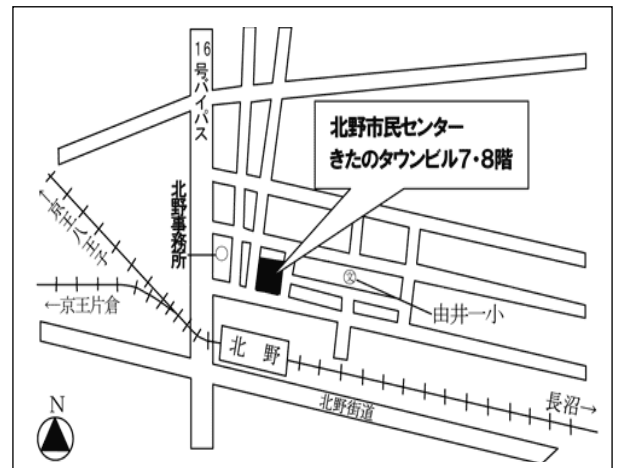 16号バイパス
北野市民センター
きたのタウンビル7・8階
北野事務所
←京王八王子
←京王片倉
文
由井一小
北野
長沼→
北野街道
N